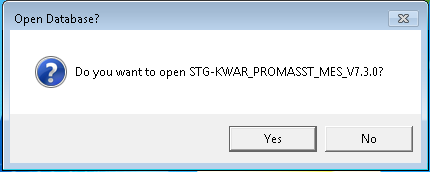 Open Database?
Do you want to open STG-KWAR_PROMASST_MES_V7.3.0?
Yes
No